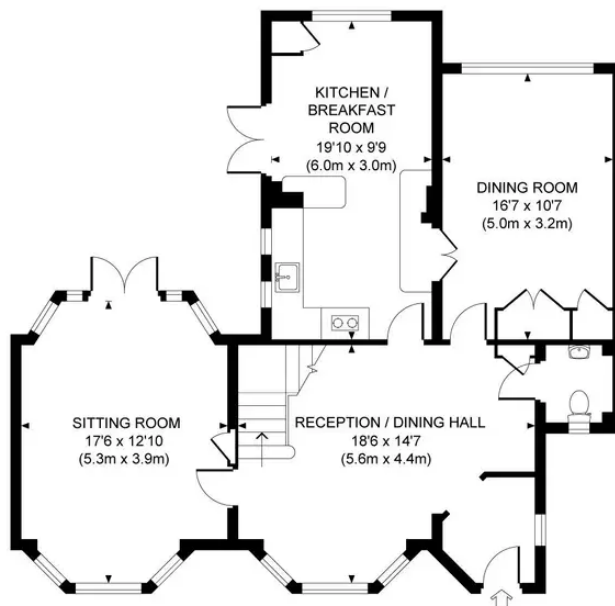 KITCHEN /
BREAKFAST
ROOM
19'10 x 9'9
(6.0m x 3.0m)
DINING ROOM
16'7 x 10'7
(5.0m x 3.2m)
SITTING ROOM
17'6 x 12'10
(5.3m x 3.9m)
RECEPTION / DINING HALL
18'6 x 14'7
(5.6m x 4.4m)